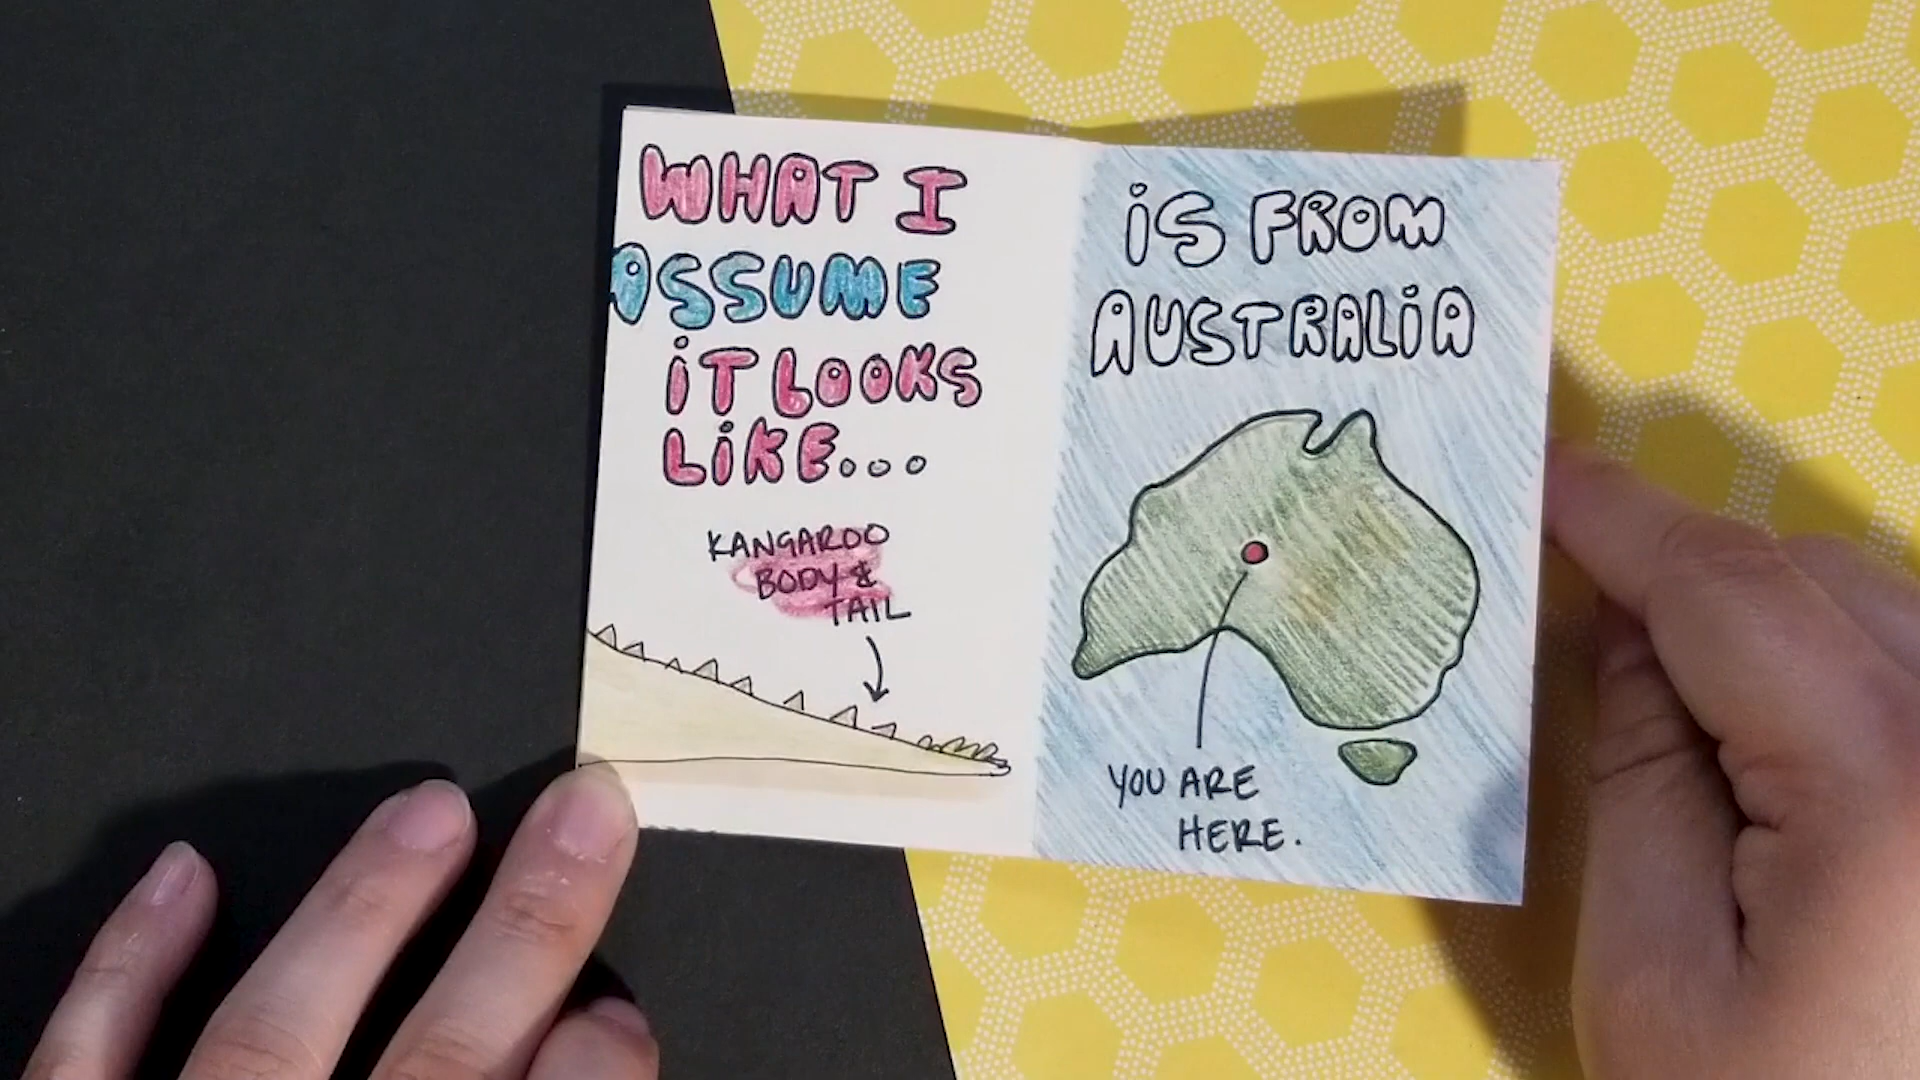 WHAT I
ASSUME
iT LOOKS
LiKE...
KANGAROO
BODY &
TAIL
iS FROM
AUSTRALiA
YOU ARE
HERE.